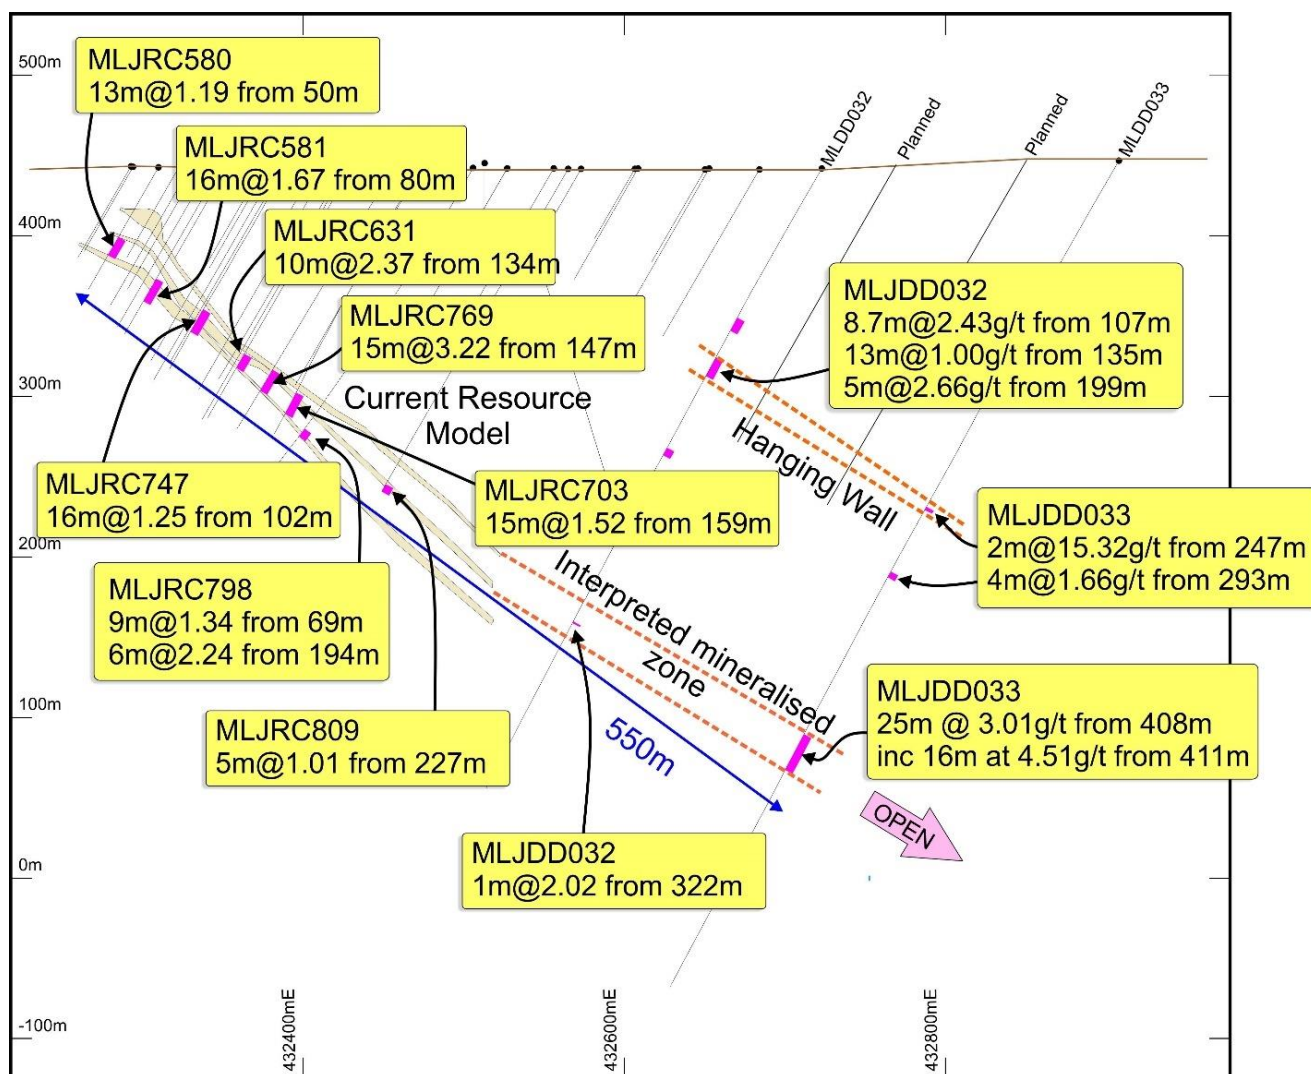 500m
MLJRC580
13m@1.19 from 50m
MLJRC581
16m@1.67 from 80m
MLDD032
Planned
Planned
MLDD033
400m
MLJRC631
10m@2.37 from 134m
MLJRC769
15m@3.22 from 147m
MLJDD032
8.7m@2.43g/t from 107m
13m@1.00g/t from 135m
5m@2.66g/t from 199m
300m
Current Resource
Model
Hanging Wall
MLJRC747
16m@1.25 from 102m
MLJRC703
15m@1.52 from 159m
MLJDD033
2m@15.32g/t from 247m
4m@1.66g/t from 293m
200m
MLJRC798
9m@1.34 from 69m
6m@2.24 from 194m
Interpreted mineralised
zone
MLJDD033
25m @ 3.01g/t from 408m
inc 16m at 4.51g/t from 411m
100m
MLJRC809
5m@1.01 from 227m
550m
OPEN
MLJDD032
1m@2.02 from 322m
0m
-100m
432400mE
432600mE
432800mE